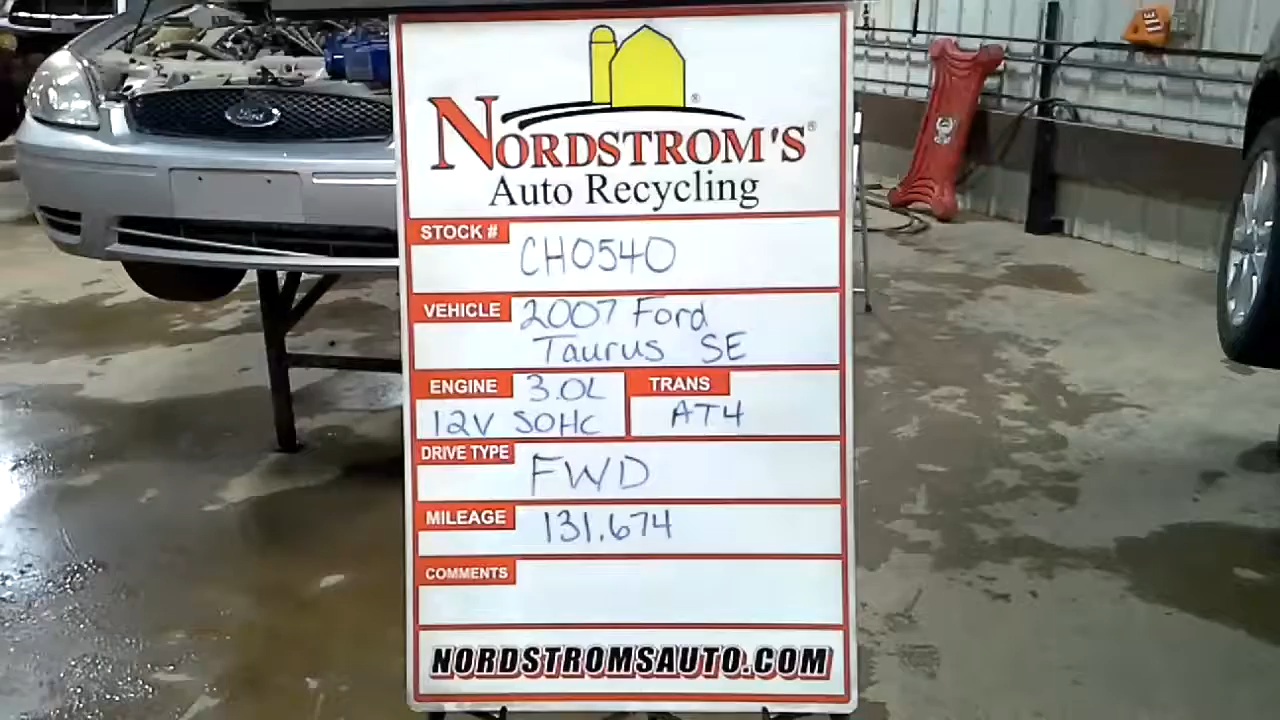 Ford
NORDSTROM'S®
Auto Recycling
STOCK # CH0540
VEHICLE 2007 Ford
Taurus SE
ENGINE 3.0L
12V SOHC
TRANS
AT4
DRIVE TYPE FWD
MILEAGE 131.674
COMMENTS
NORDSTROMSAUTO.COM